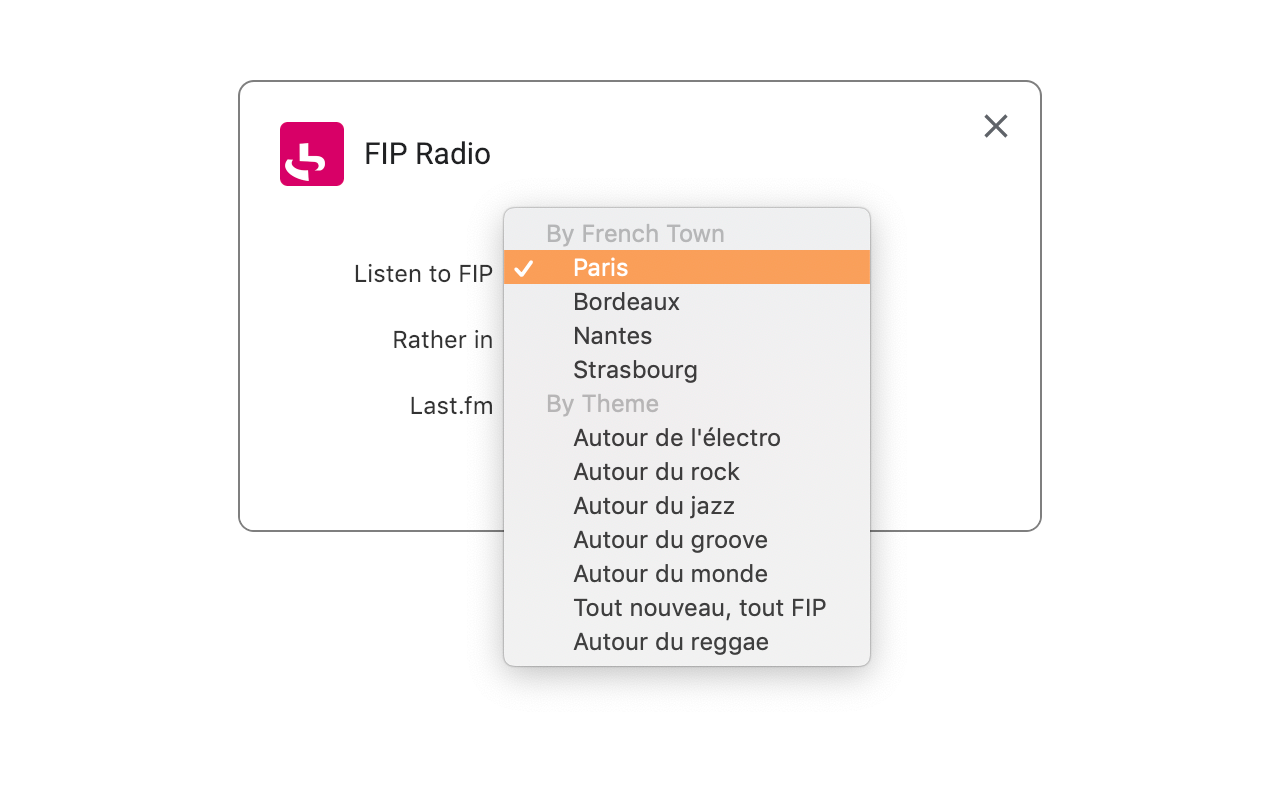 FIP Radio
By French Town
Listen to FIP
Paris
Bordeaux
Rather in
Nantes
Strasbourg
Last.fm
By Theme
Autour de l'électro
Autour du rock
Autour du jazz
Autour du groove
Autour du monde
Tout nouveau, tout FIP
Autour du reggae